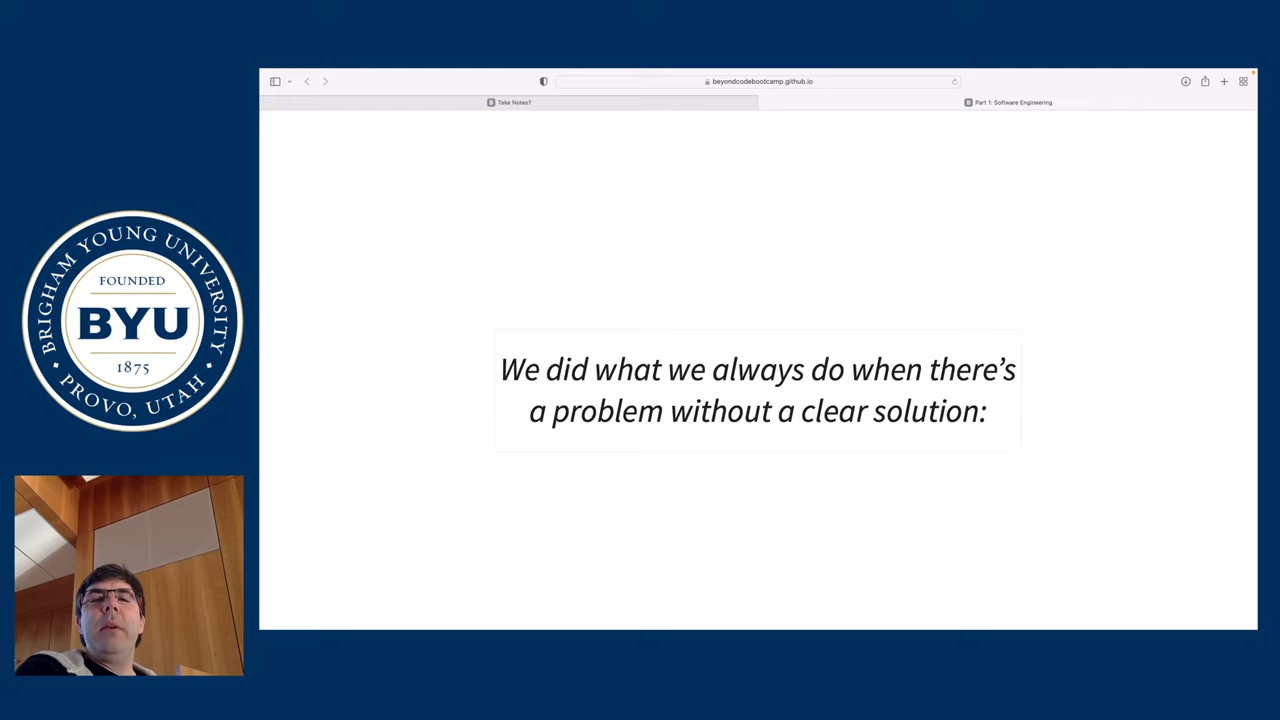 beyondcodebootcamp.github.io
Take Notes?
Part 1: Software Engineering
BRIGHAM YOUNG UNIVERSITY
FOUNDED
BYU
1875
PROVO, UTAH
We did what we always do when there’s
a problem without a clear solution: